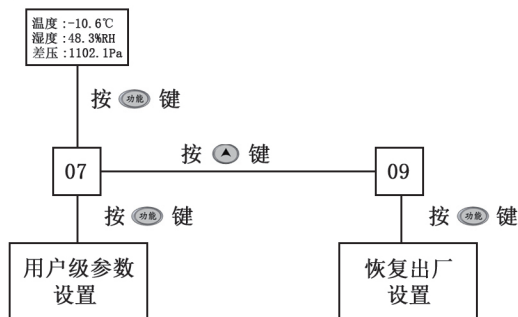 温度:-10.6℃
湿度:48.3%RH
差压:1102.1Pa
按 功能 键
07
按 键
09
按 功能 键
按 功能 键
用户级参数
设置
恢复出厂
设置